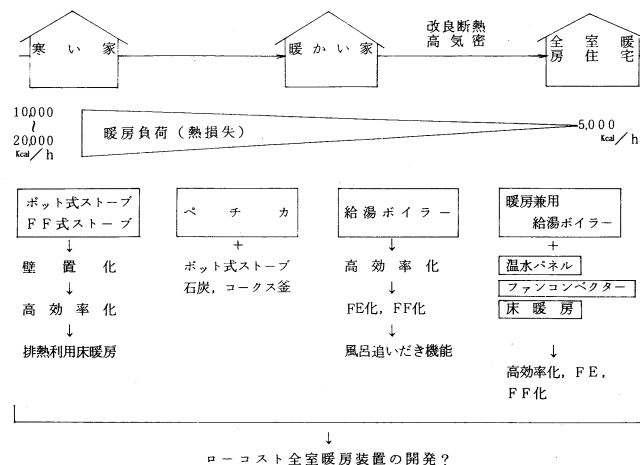 寒い家
暖かい家
改良断熱
高気密
全室暖
房住宅
10,000
〜
20,000
Kcal/h
暖房負荷(熱損失)
5,000
Kcal/h
ポット式ストーブ
FF式ストーブ
↓
壁置化
↓
高効率化
↓
排熱利用床暖房
ペチカ
+
ポット式ストーブ
石炭,コークス釜
給湯ボイラー
↓
高効率化
↓
FE化,FF化
↓
風呂追いだき機能
暖房兼用
給湯ボイラー
+
温水パネル
ファンコンベクター
床暖房
↓
高効率化,FE,
FF化
↓
ローコスト全室暖房装置の開発?